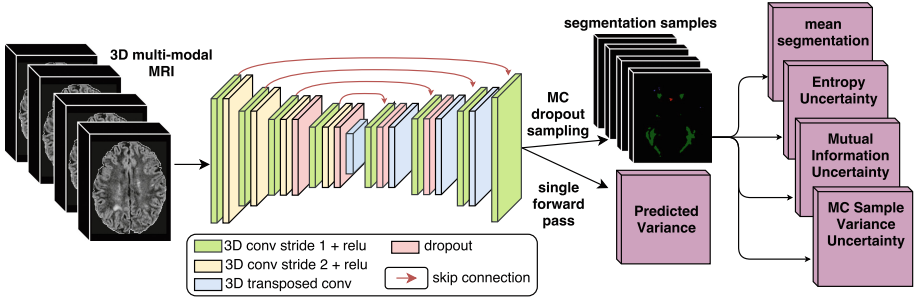 3D multi-modal
MRI
MC
dropout
sampling
single
forward
pass
segmentation samples
Predicted
Variance
mean
segmentation
Entropy
Uncertainty
Mutual
Information
Uncertainty
MC Sample
Variance
Uncertainty
3D conv stride 1 + relu
3D conv stride 2 + relu
3D transposed conv
dropout
skip connection